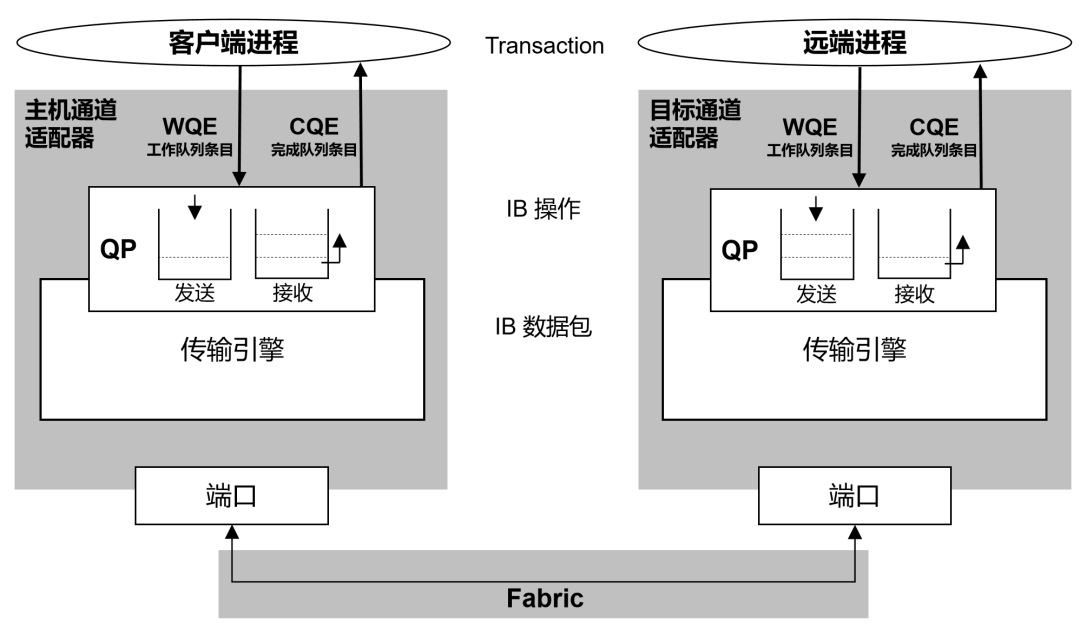 客户端进程
Transaction
远端进程
主机通道
适配器
WQE
工作队列条目
CQE
完成队列条目
目标通道
适配器
WQE
工作队列条目
CQE
完成队列条目
IB 操作
QP
发送
接收
QP
发送
接收
IB 数据包
传输引擎
传输引擎
端口
端口
Fabric